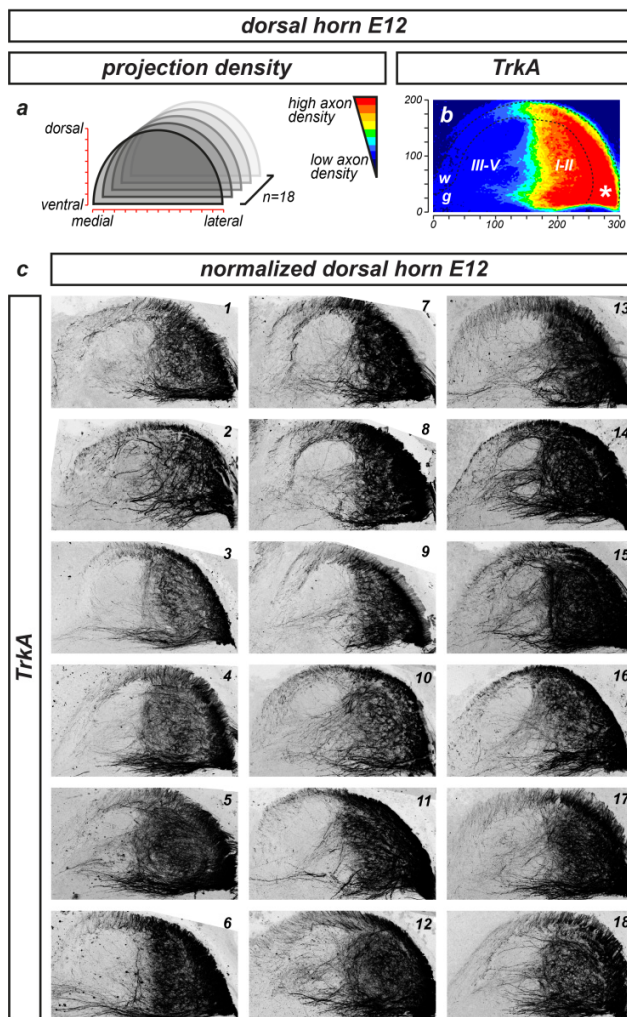 dorsal horn E12
projection density
TrkA
a
dorsal
ventral
medial
lateral
n=18
high axon
density
low axon
density
b
200
100
0
III-V
I-II
w
g
*
0
100
200
300
c
normalized dorsal horn E12
TrkA
1
7
13
2
8
14
3
9
15
4
10
16
5
11
17
6
12
18